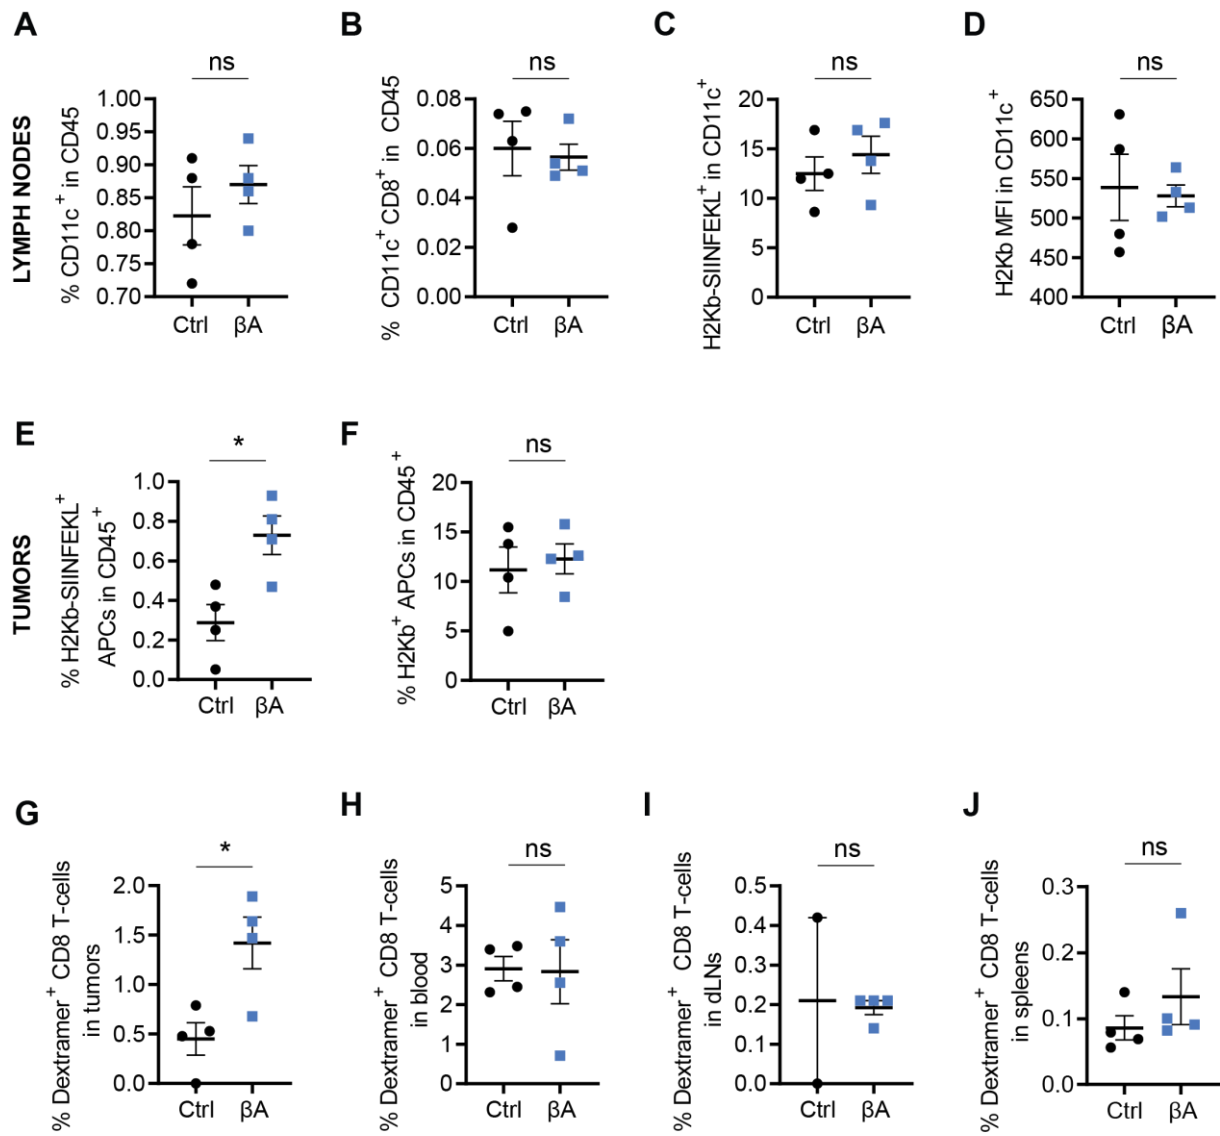 A
B
C
D
LYMPH NODES
ns
% CD11c⁺ in CD45
1.00
0.95
0.90
0.85
0.80
0.75
0.70
Ctrl
βA
ns
% CD11c⁺ CD8⁺ in CD45
0.08
0.06
0.04
0.02
0.00
Ctrl
βA
ns
H2Kb-SIINFEKL⁺ in CD11c⁺
20
15
10
5
0
Ctrl
βA
ns
H2Kb MFI in CD11c⁺
650
600
550
500
450
400
Ctrl
βA
E
F
TUMORS
*
% H2Kb-SIINFEKL⁺
APCs in CD45⁺
1.0
0.8
0.6
0.4
0.2
0.0
Ctrl
βA
ns
% H2Kb⁺ APCs in CD45⁺
20
15
10
5
0
Ctrl
βA
G
H
I
J
*
% Dextramer⁺ CD8 T-cells
in tumors
2.0
1.5
1.0
0.5
0.0
Ctrl
βA
ns
% Dextramer⁺ CD8 T-cells
in blood
5
4
3
2
1
0
Ctrl
βA
ns
% Dextramer⁺ CD8 T-cells
in dLNs
0.5
0.4
0.3
0.2
0.1
0.0
Ctrl
βA
ns
% Dextramer⁺ CD8 T-cells
in spleens
0.3
0.2
0.1
0.0
Ctrl
βA